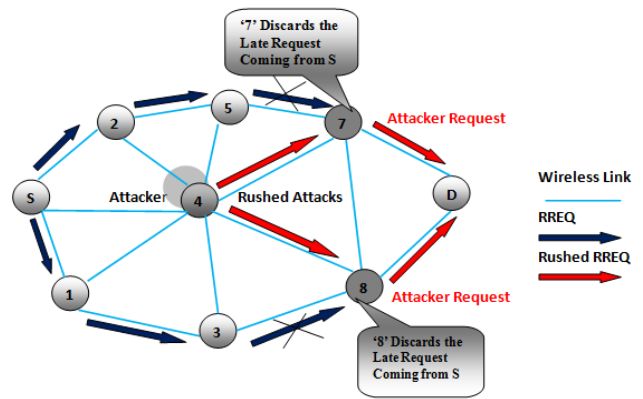 ‘7’ Discards the
Late Request
Coming from S
5
7
Attacker Request
2
S
Attacker
4
Rushed Attacks
D
Wireless Link
RREQ
Rushed RREQ
1
8
Attacker Request
3
‘8’ Discards the
Late Request
Coming from S